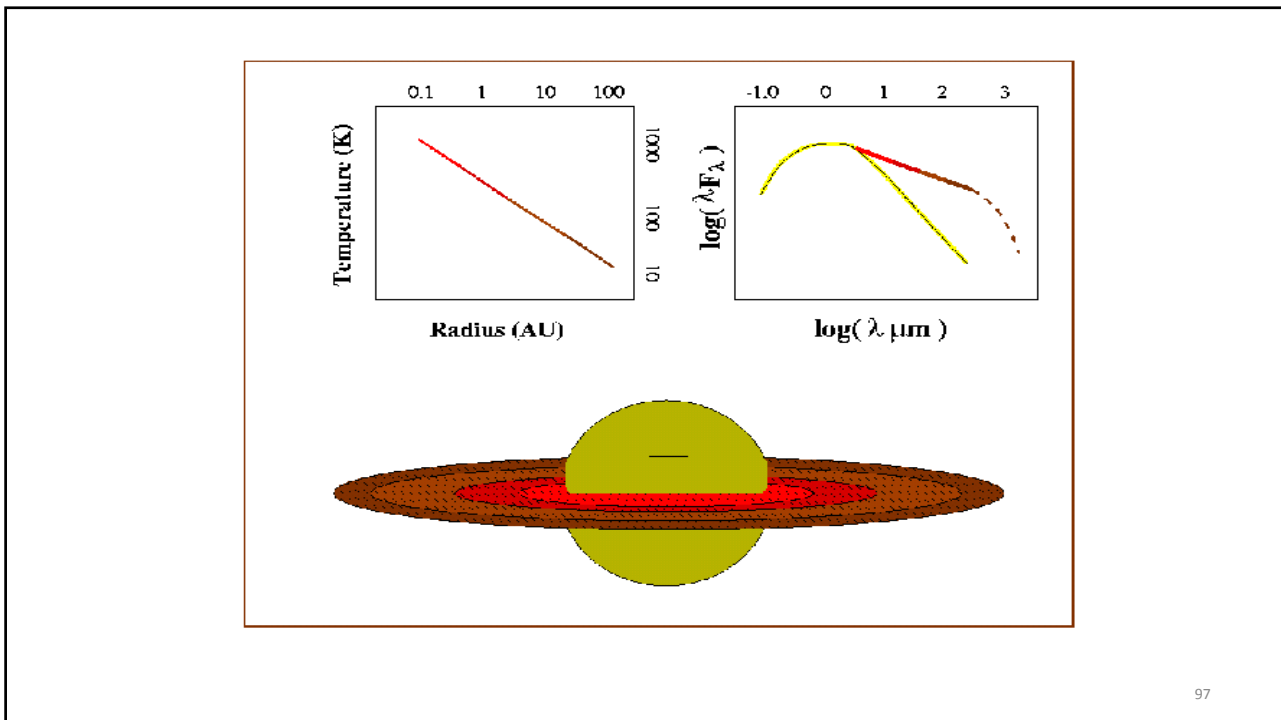 0.1 1 10 100
Temperature (K)
1000
100
10
Radius (AU)
-1.0 0 1 2 3
log( λF_λ )
log( λ μm )
97